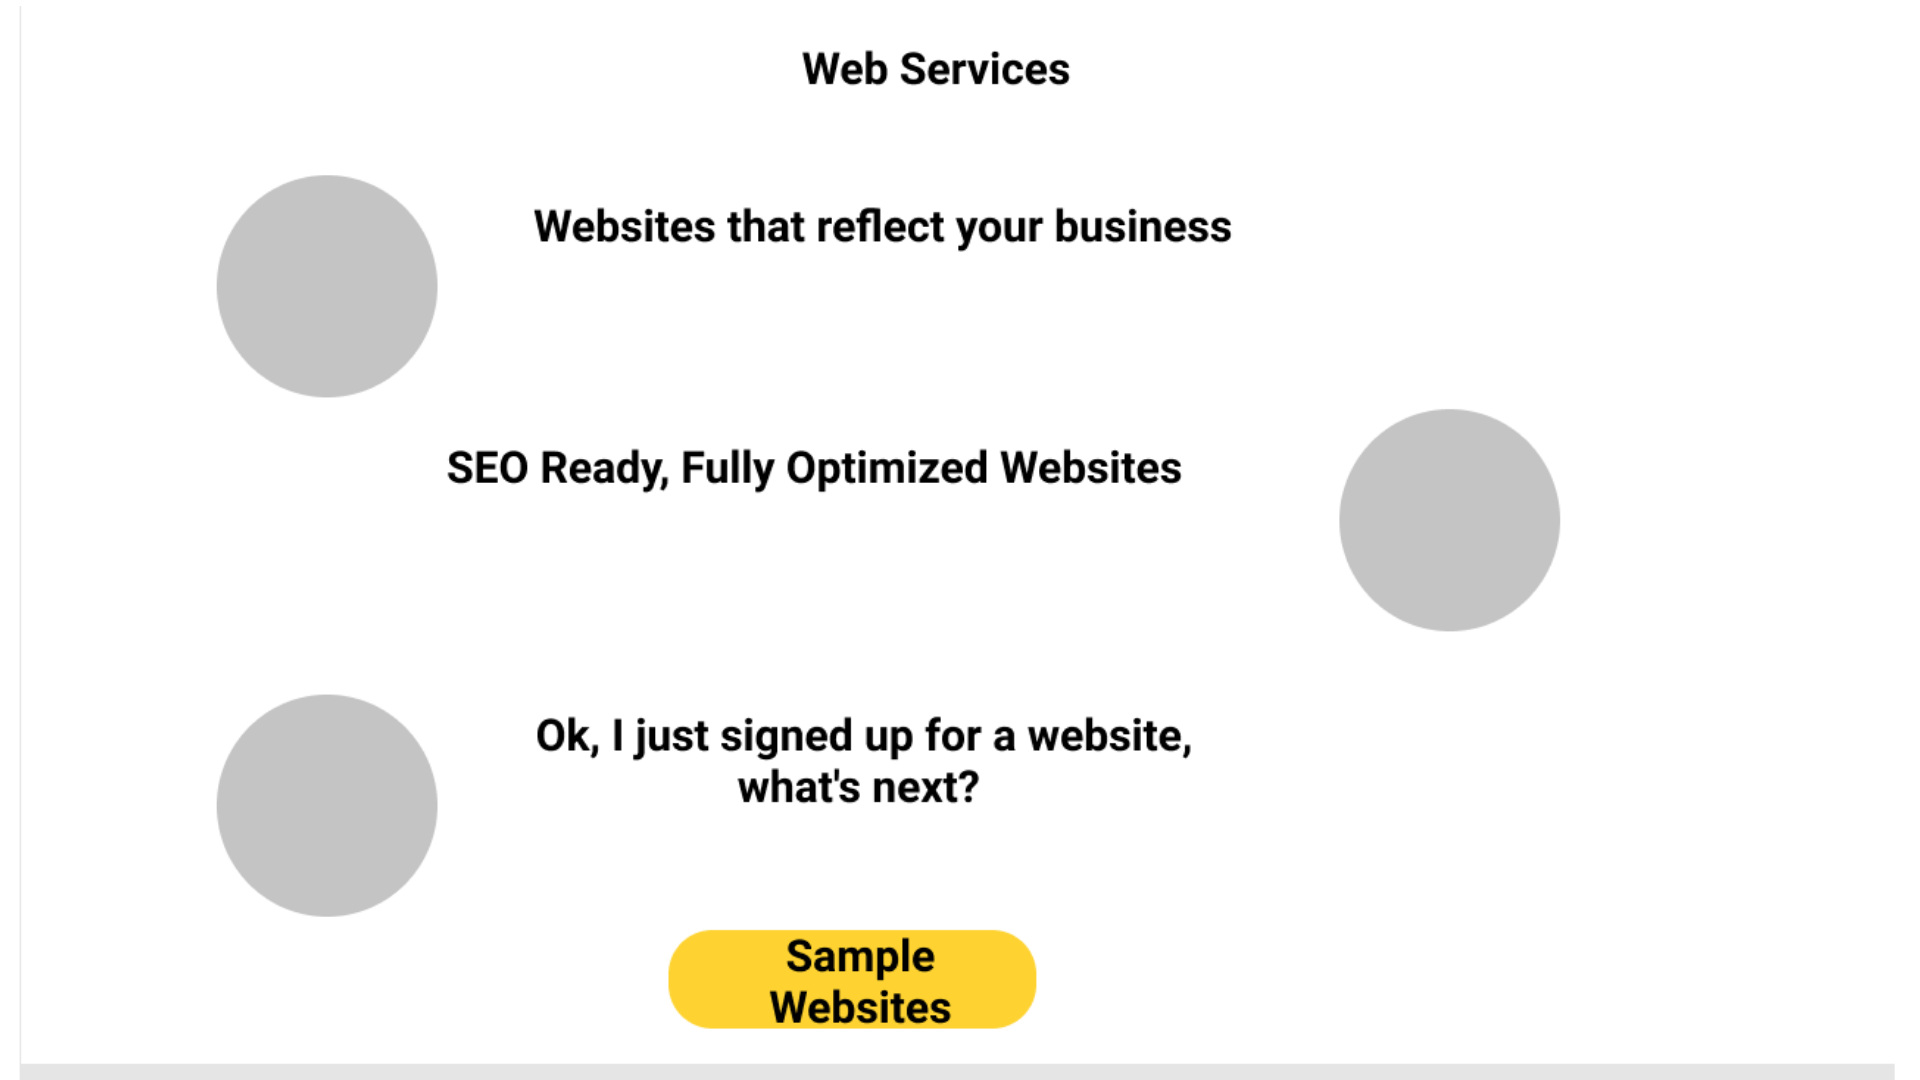 Web Services
Websites that reflect your business
SEO Ready, Fully Optimized Websites
Ok, I just signed up for a website,
what's next?
Sample
Websites